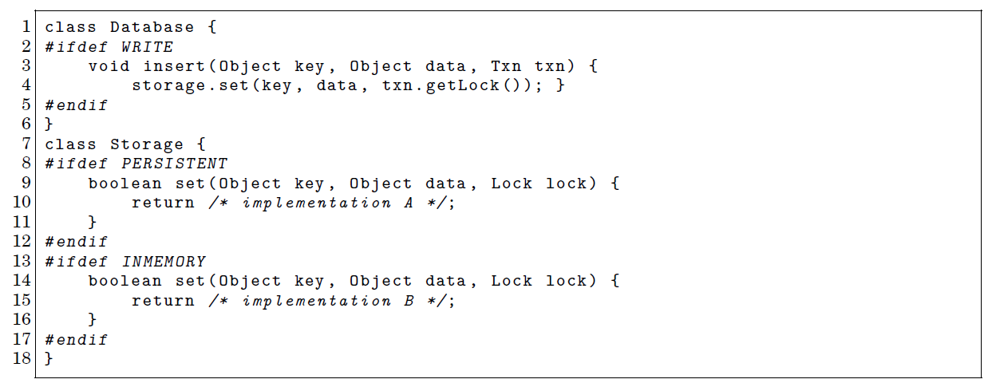 1 class Database {
2 #ifdef WRITE
3     void insert(Object key, Object data, Txn txn) {
4         storage.set(key, data, txn.getLock()); }
5 #endif
6 }
7 class Storage {
8 #ifdef PERSISTENT
9     boolean set(Object key, Object data, Lock lock) {
10         return /* implementation A */;
11     }
12 #endif
13 #ifdef INMEMORY
14     boolean set(Object key, Object data, Lock lock) {
15         return /* implementation B */;
16     }
17 #endif
18 }